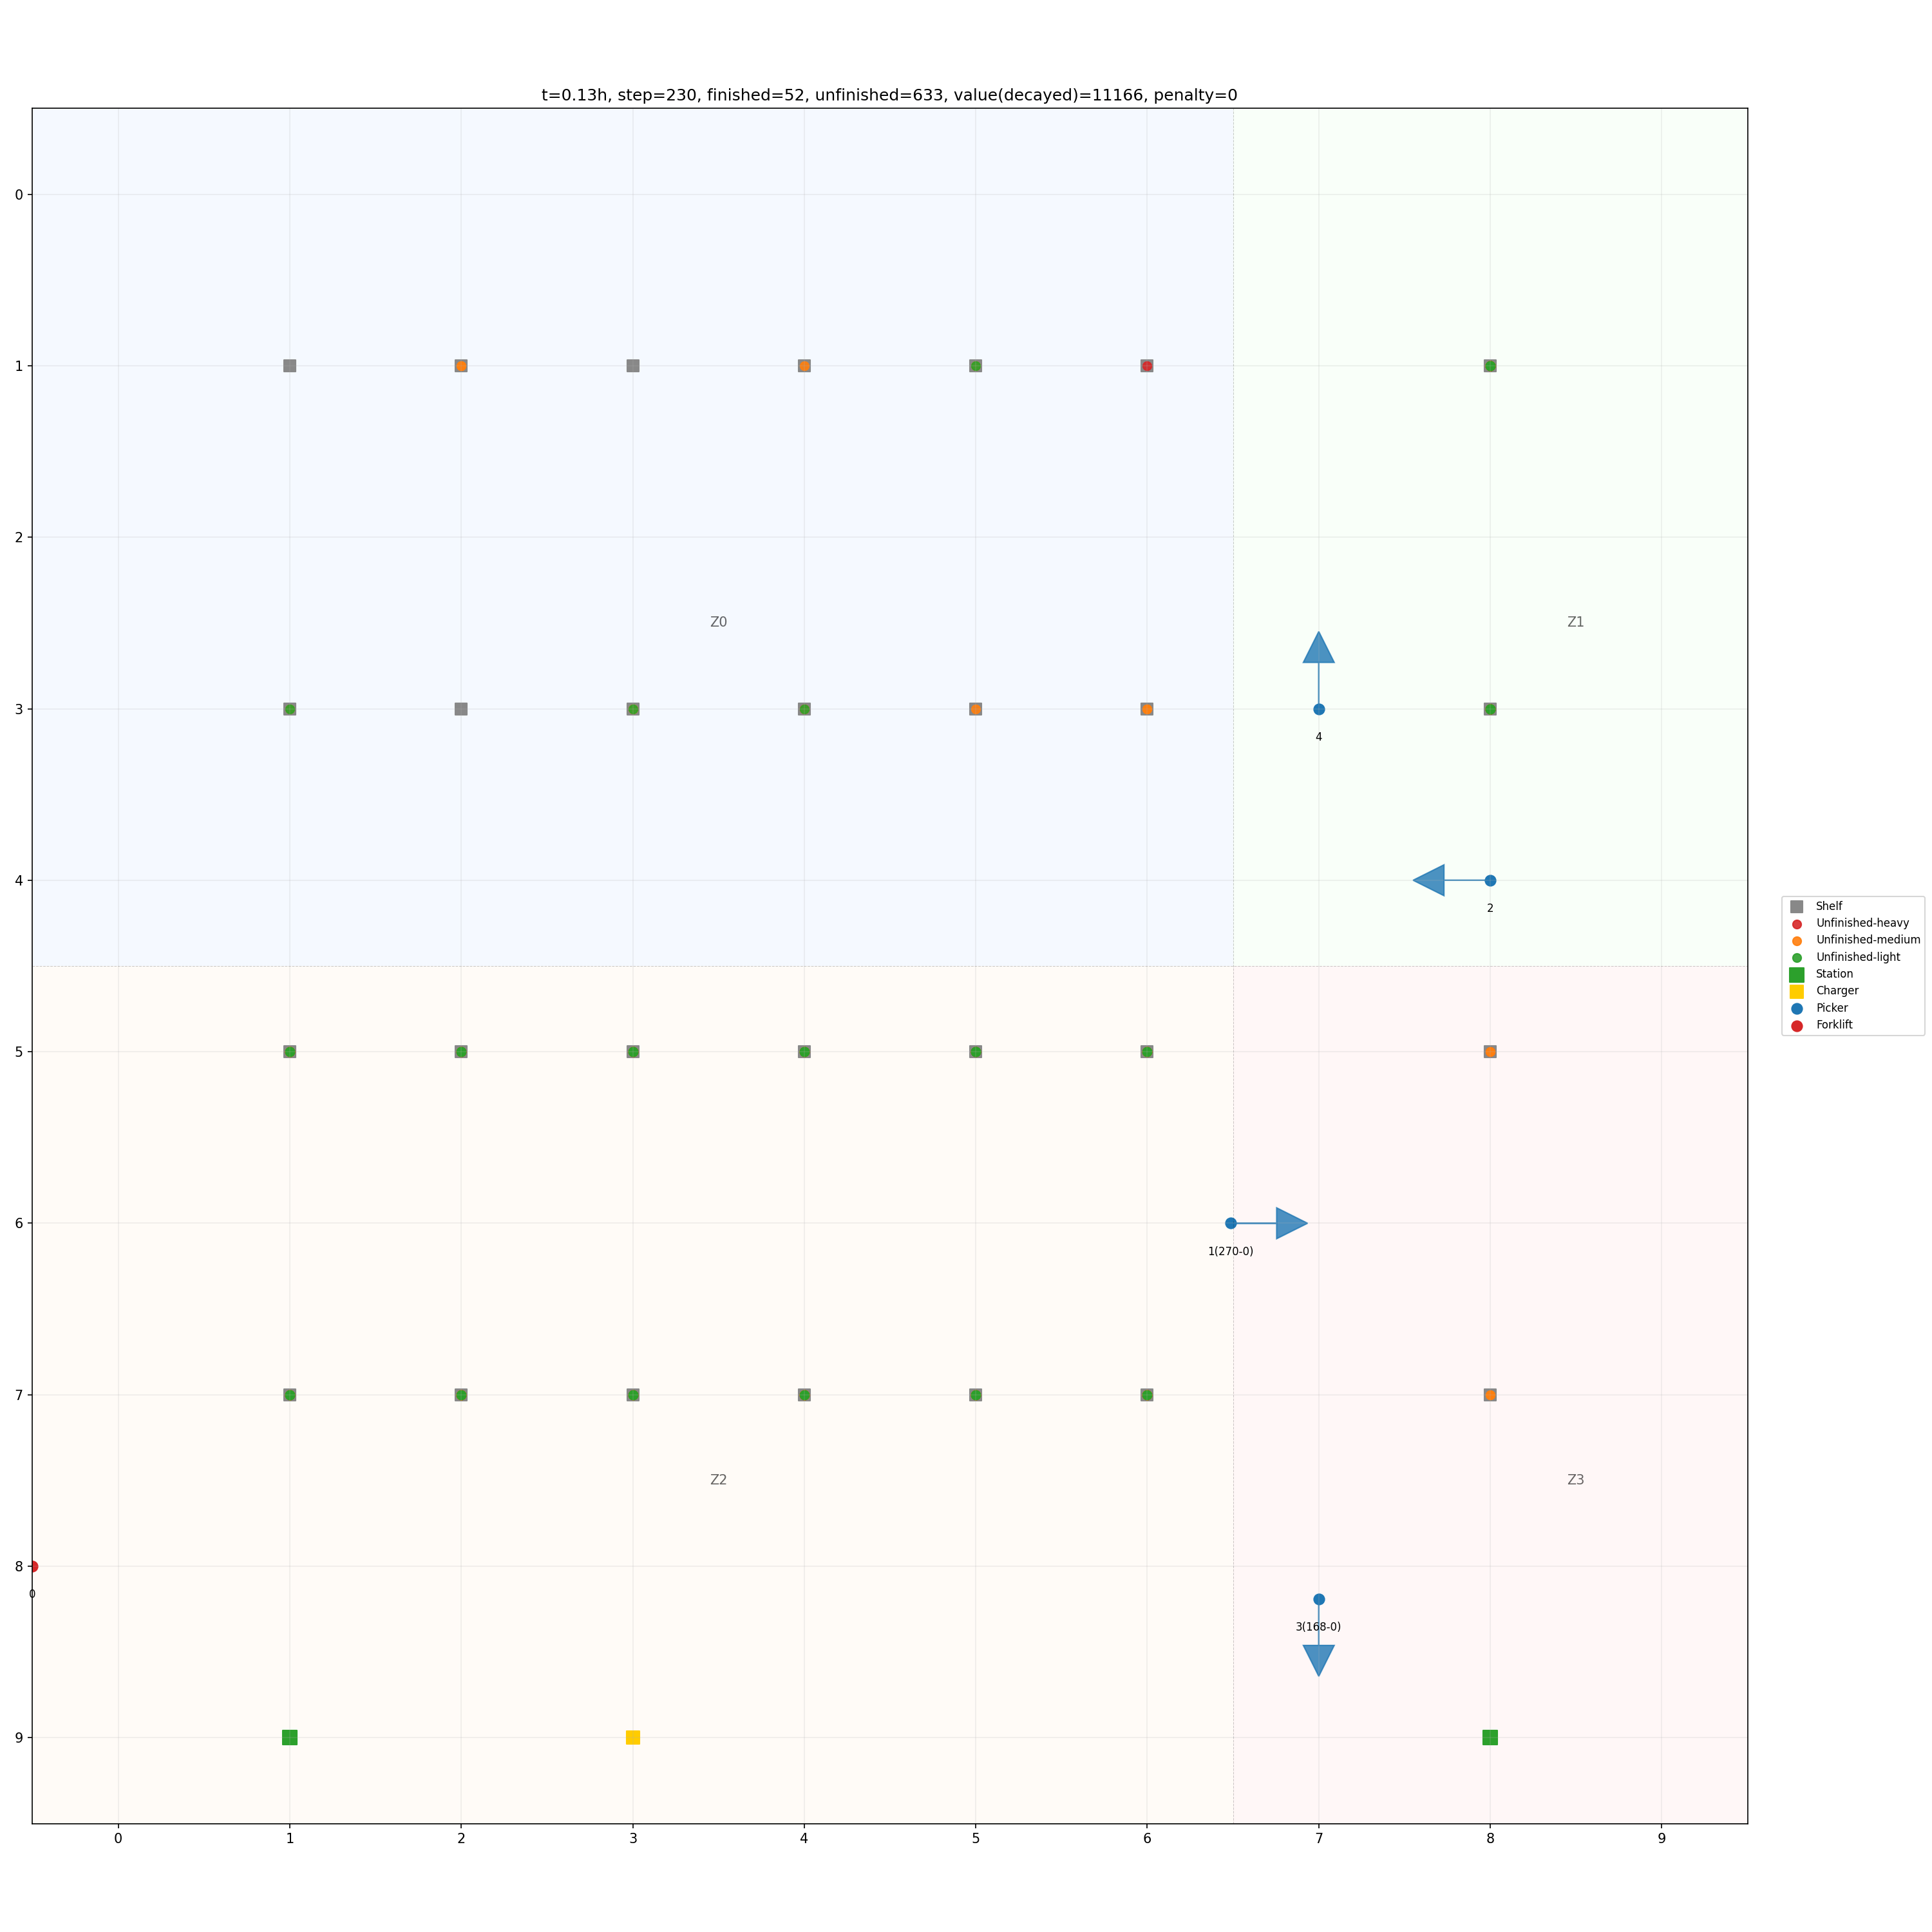 t=0.13h, step=230, finished=52, unfinished=633, value(decayed)=11166, penalty=0
0
1
2
Z0
Z1
3
4
4
2
Shelf
Unfinished-heavy
Unfinished-medium
Unfinished-light
Station
Charger
Picker
Forklift
5
6
1(270-0)
7
Z2
Z3
8
0
3(168-0)
9
0
1
2
3
4
5
6
7
8
9